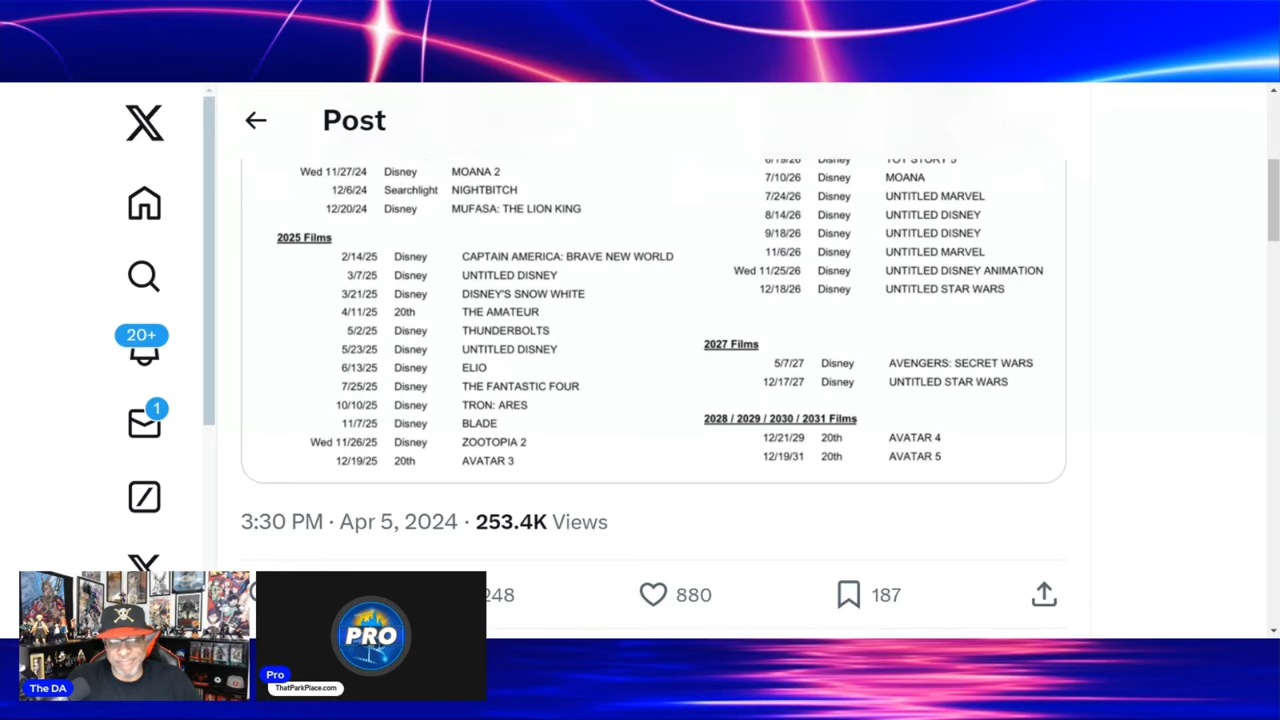 Post
Wed 11/27/24 Disney MOANA 2
12/6/24 Searchlight NIGHTBITCH
12/20/24 Disney MUFASA: THE LION KING
2025 Films
2/14/25 Disney CAPTAIN AMERICA: BRAVE NEW WORLD
3/7/25 Disney UNTITLED DISNEY
3/21/25 Disney DISNEY'S SNOW WHITE
4/11/25 20th THE AMATEUR
5/2/25 Disney THUNDERBOLTS
5/23/25 Disney UNTITLED DISNEY
6/13/25 Disney ELIO
7/25/25 Disney THE FANTASTIC FOUR
10/10/25 Disney TRON: ARES
11/7/25 Disney BLADE
Wed 11/26/25 Disney ZOOTOPIA 2
12/19/25 20th AVATAR 3
6/19/26 Disney TOY STORY 5
7/10/26 Disney MOANA
7/24/26 Disney UNTITLED MARVEL
8/14/26 Disney UNTITLED DISNEY
9/18/26 Disney UNTITLED DISNEY
11/6/26 Disney UNTITLED MARVEL
Wed 11/25/26 Disney UNTITLED DISNEY ANIMATION
12/18/26 Disney UNTITLED STAR WARS
2027 Films
5/7/27 Disney AVENGERS: SECRET WARS
12/17/27 Disney UNTITLED STAR WARS
2028 / 2029 / 2030 / 2031 Films
12/21/29 20th AVATAR 4
12/19/31 20th AVATAR 5
20+
1
3:30 PM · Apr 5, 2024 · 253.4K Views
248 880 187
PRO
The DA
Pro
ThatParkPlace.com